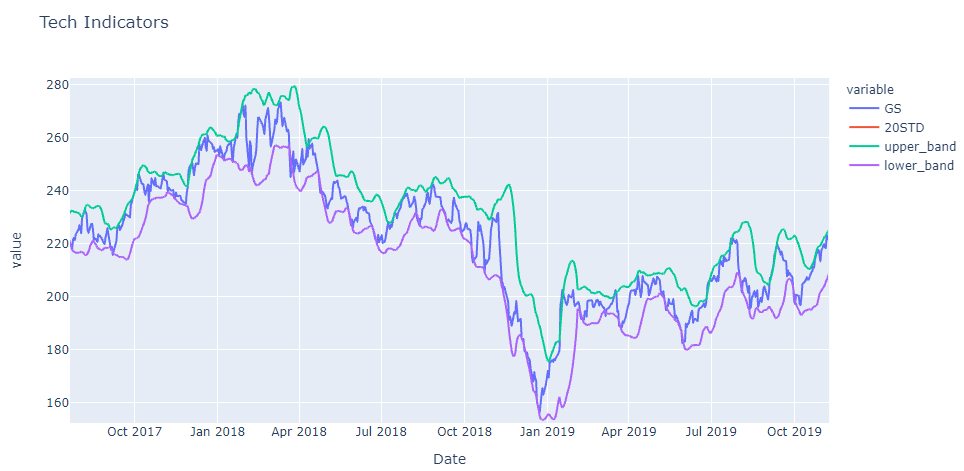 Tech Indicators
variable
GS
20STD
upper_band
lower_band
value
280
260
240
220
200
180
160
Oct 2017
Jan 2018
Apr 2018
Jul 2018
Oct 2018
Jan 2019
Apr 2019
Jul 2019
Oct 2019
Date